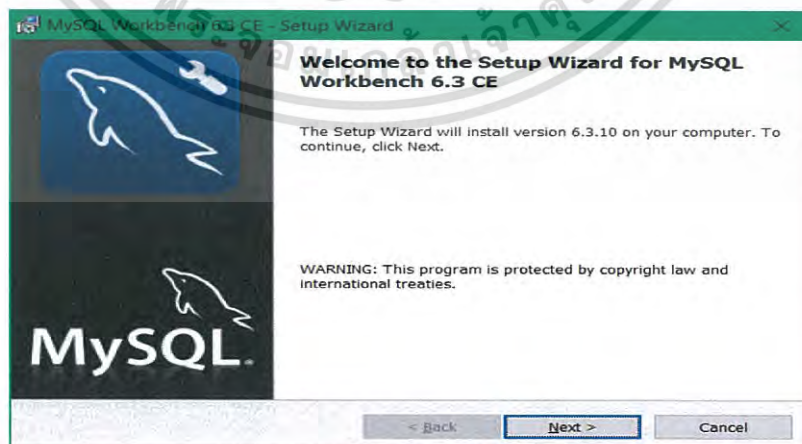 MySQL Workbench 6.3 CE - Setup Wizard
Welcome to the Setup Wizard for MySQL
Workbench 6.3 CE
The Setup Wizard will install version 6.3.10 on your computer. To
continue, click Next.
WARNING: This program is protected by copyright law and
international treaties.
MySQL.
< Back
Next >
Cancel